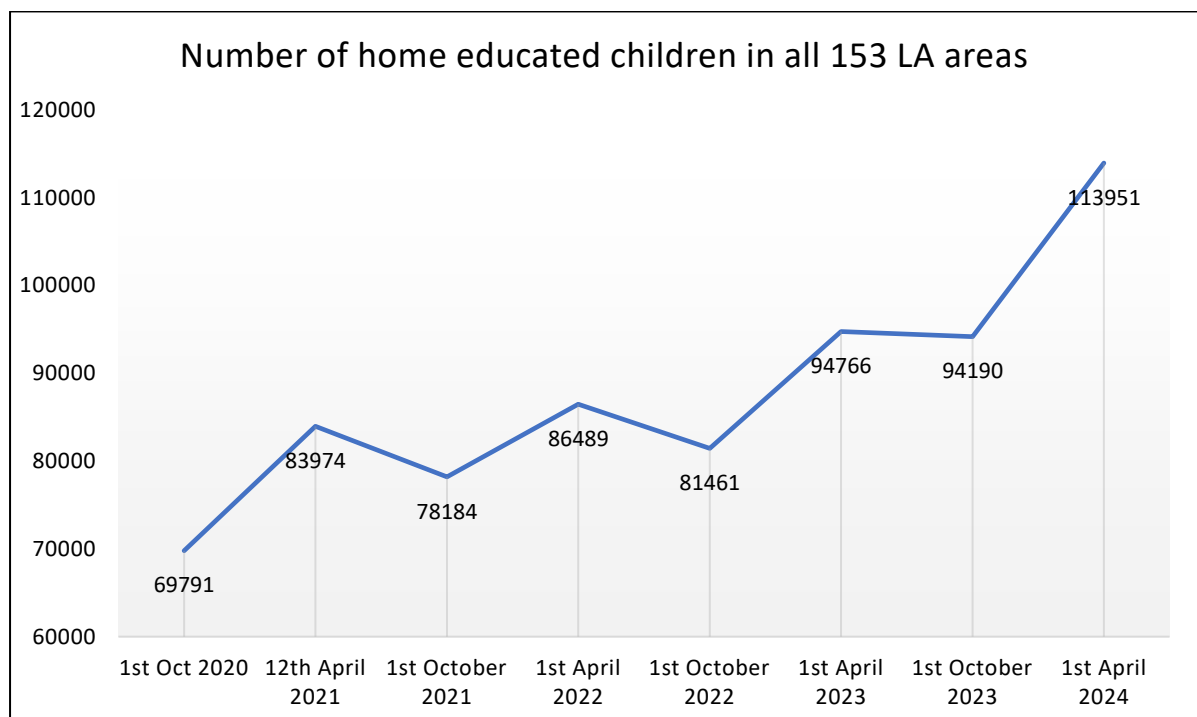 Number of home educated children in all 153 LA areas
120000
110000
100000
90000
80000
70000
60000
69791
83974
78184
86489
81461
94766
94190
113951
1st Oct 2020
12th April
2021
1st October
2021
1st April
2022
1st October
2022
1st April
2023
1st October
2023
1st April
2024